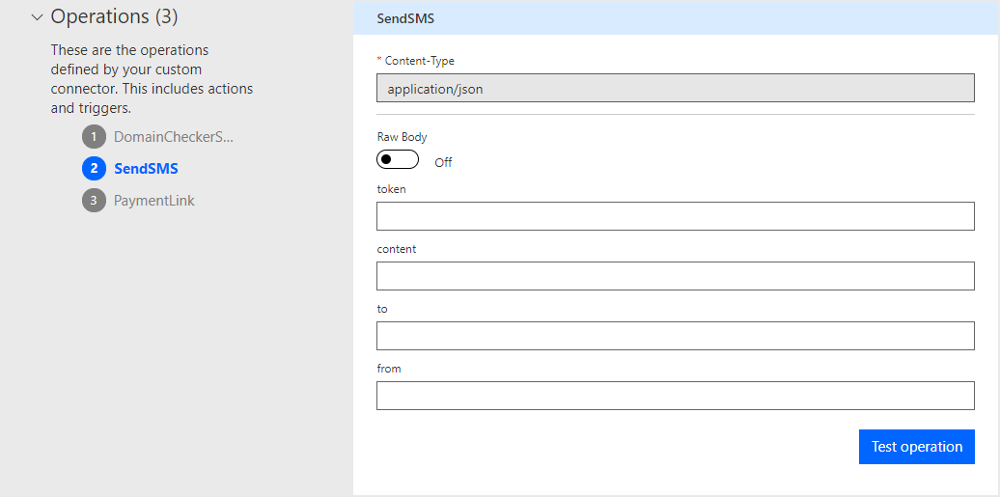 Operations (3)
These are the operations
defined by your custom
connector. This includes actions
and triggers.
1 DomainCheckerS...
2 SendSMS
3 PaymentLink
SendSMS
* Content-Type
application/json
Raw Body
Off
token
content
to
from
Test operation